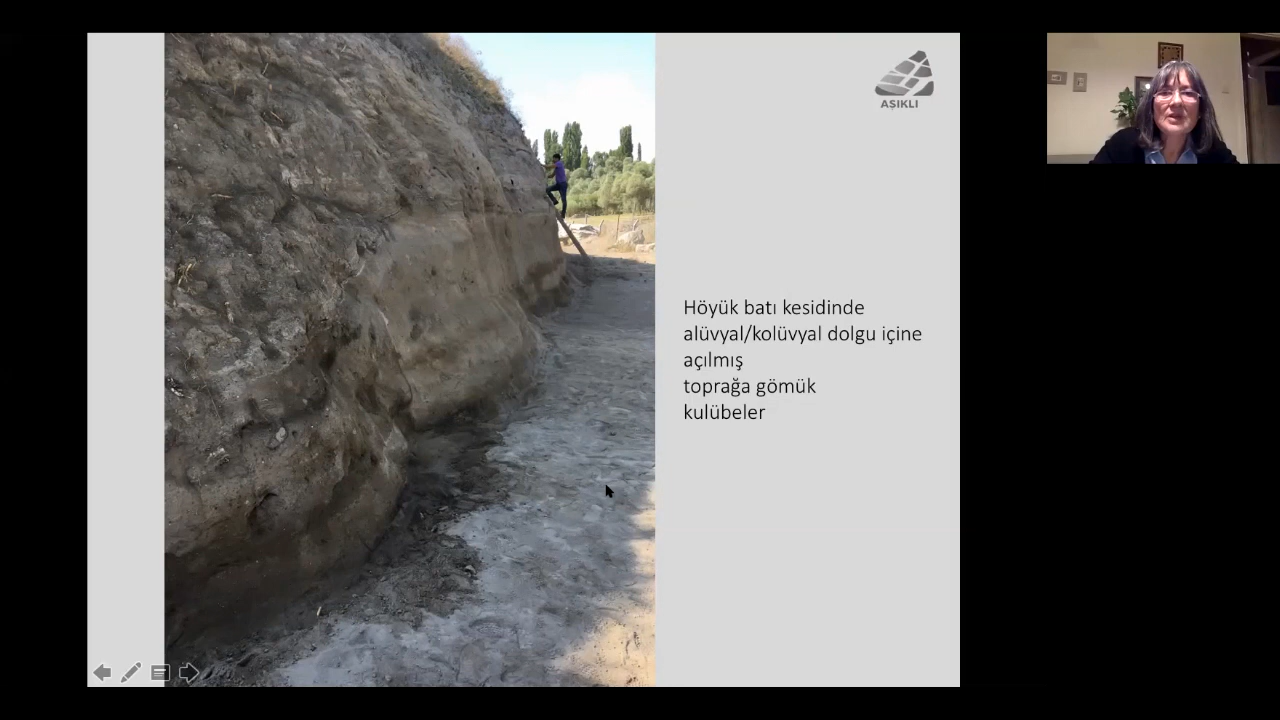 AŞIKLI
Höyük batı kesidinde
alüvyal/kolüvyal dolgu içine
açılmış
toprağa gömük
kulübeler